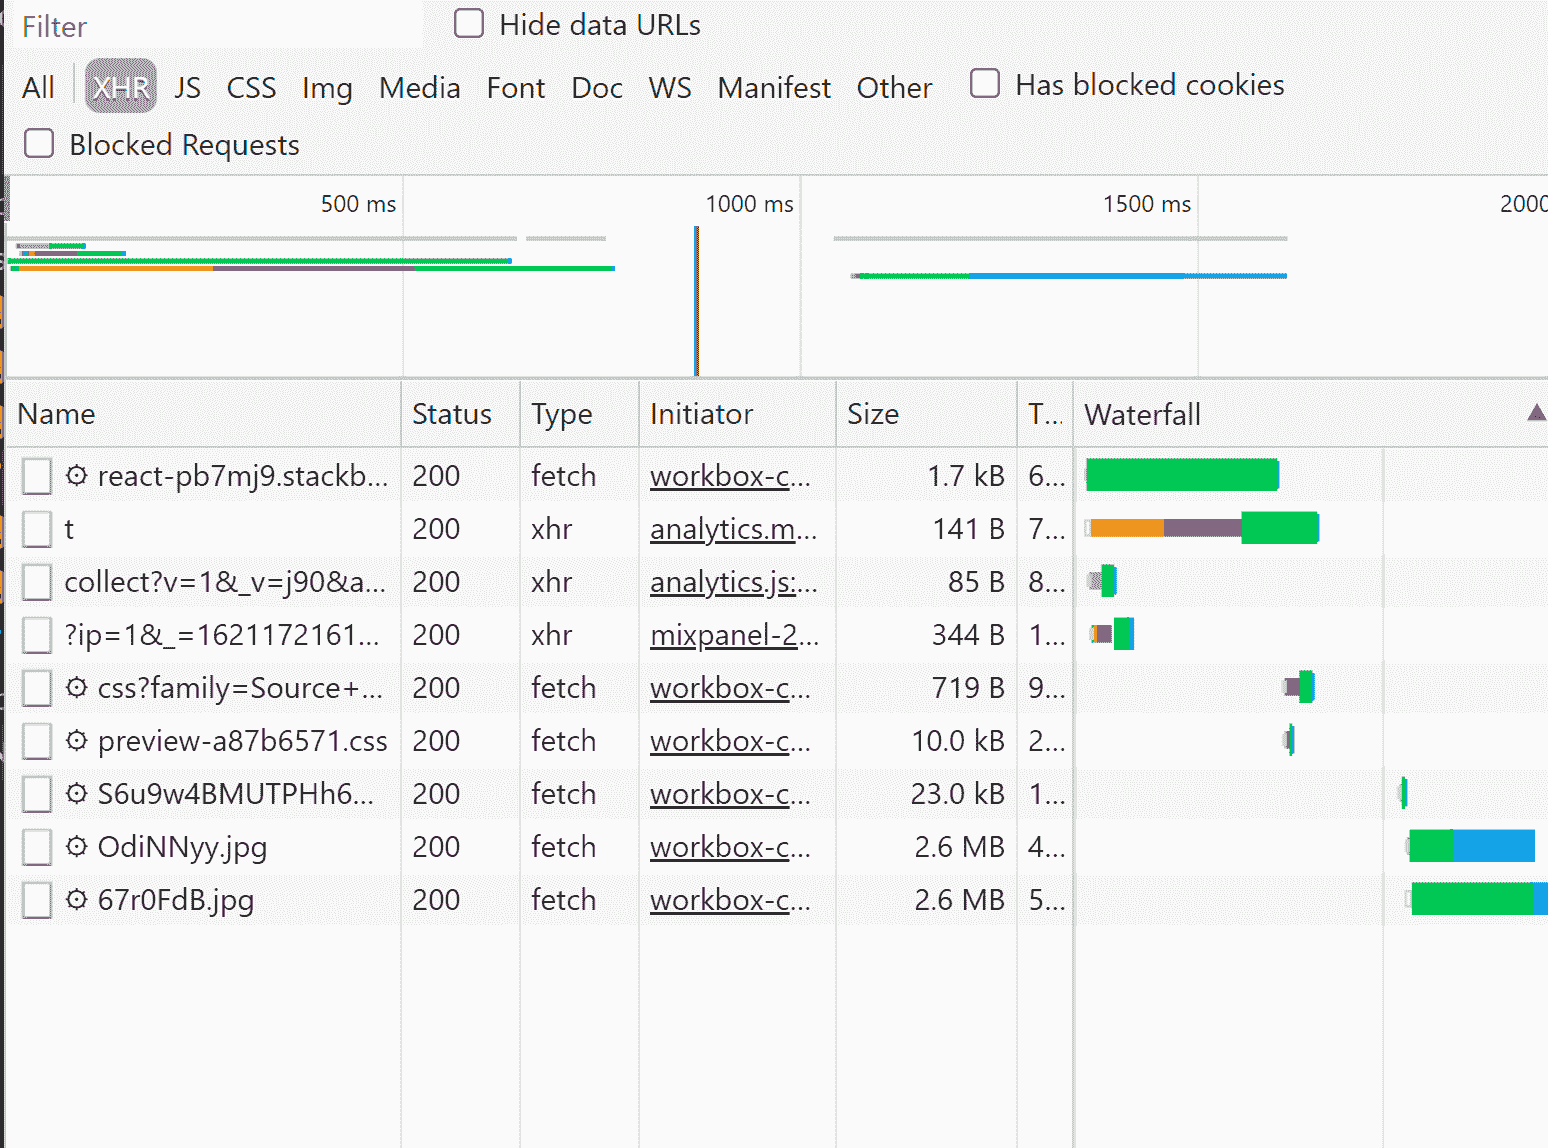 Filter Hide data URLs
All XHR JS CSS Img Media Font Doc WS Manifest Other Has blocked cookies
Blocked Requests
500 ms 1000 ms 1500 ms 2000
Name Status Type Initiator Size T... Waterfall
react-pb7mj9.stackb... 200 fetch workbox-c... 1.7 kB 6...
t 200 xhr analytics.m... 141 B 7...
collect?v=1&_v=j90&a... 200 xhr analytics.js:... 85 B 8...
?ip=1&_=1621172161... 200 xhr mixpanel-2... 344 B 1...
css?family=Source+... 200 fetch workbox-c... 719 B 9...
preview-a87b6571.css 200 fetch workbox-c... 10.0 kB 2...
S6u9w4BMUTPHh6... 200 fetch workbox-c... 23.0 kB 1...
OdiNNyy.jpg 200 fetch workbox-c... 2.6 MB 4...
67r0FdB.jpg 200 fetch workbox-c... 2.6 MB 5...